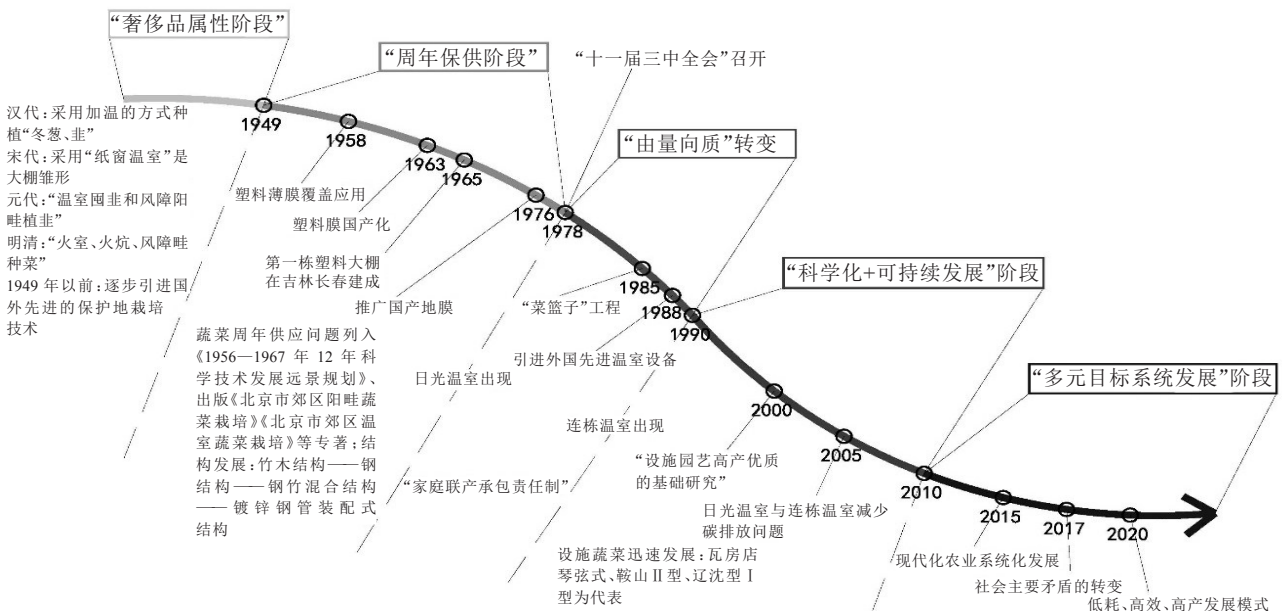 “奢侈品属性阶段”
“周年保供阶段”
“十一届三中全会”召开
“由量向质”转变
“科学化+可持续发展”阶段
“多元目标系统发展”阶段
汉代：采用加温的方式种
植“冬葱、韭”
宋代：采用“纸窗温室”是
大棚雏形
元代：“温室囤韭和风障阳
畦植韭”
明清：“火室、火炕、风障畦
种菜”
1949 年以前：逐步引进国
外先进的保护地栽培
技术
1949
1958
1963
1965
1976
1978
1985
1988
1990
2000
2005
2010
2015
2017
2020
塑料薄膜覆盖应用
塑料膜国产化
第一栋塑料大棚
在吉林长春建成
推广国产地膜
蔬菜周年供应问题列入
《1956—1967 年 12 年科
学技术发展远景规划》、
出版《北京市郊区阳畦蔬
菜栽培》《北京市郊区温
室蔬菜栽培》等专著；结
构发展：竹木结构——钢
结构——钢竹混合结构
——镀锌钢管装配式
结构
日光温室出现
“家庭联产承包责任制”
“菜篮子”工程
引进外国先进温室设备
连栋温室出现
设施蔬菜迅速发展：瓦房店
琴弦式、鞍山Ⅱ型、辽沈型Ⅰ
型为代表
“设施园艺高产优质
的基础研究”
日光温室与连栋温室减少
碳排放问题
现代化农业系统化发展
社会主要矛盾的转变
低耗、高效、高产发展模式